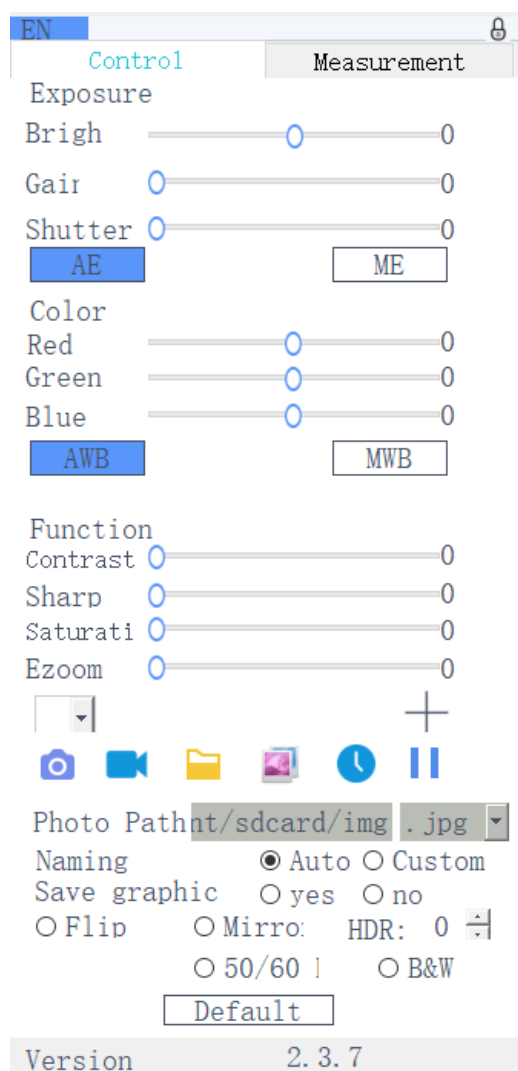 EN
Control Measurement
Exposure
Brigh 0
Gair 0
Shutter 0
AE ME
Color
Red 0
Green 0
Blue 0
AWB MWB
Function
Contrast 0
Sharp 0
Saturati 0
Ezoom 0
Photo Path nt/sdcard/img .jpg
Naming Auto Custom
Save graphic yes no
Flip Mirro HDR: 0
50/60 B&W
Default
Version 2.3.7